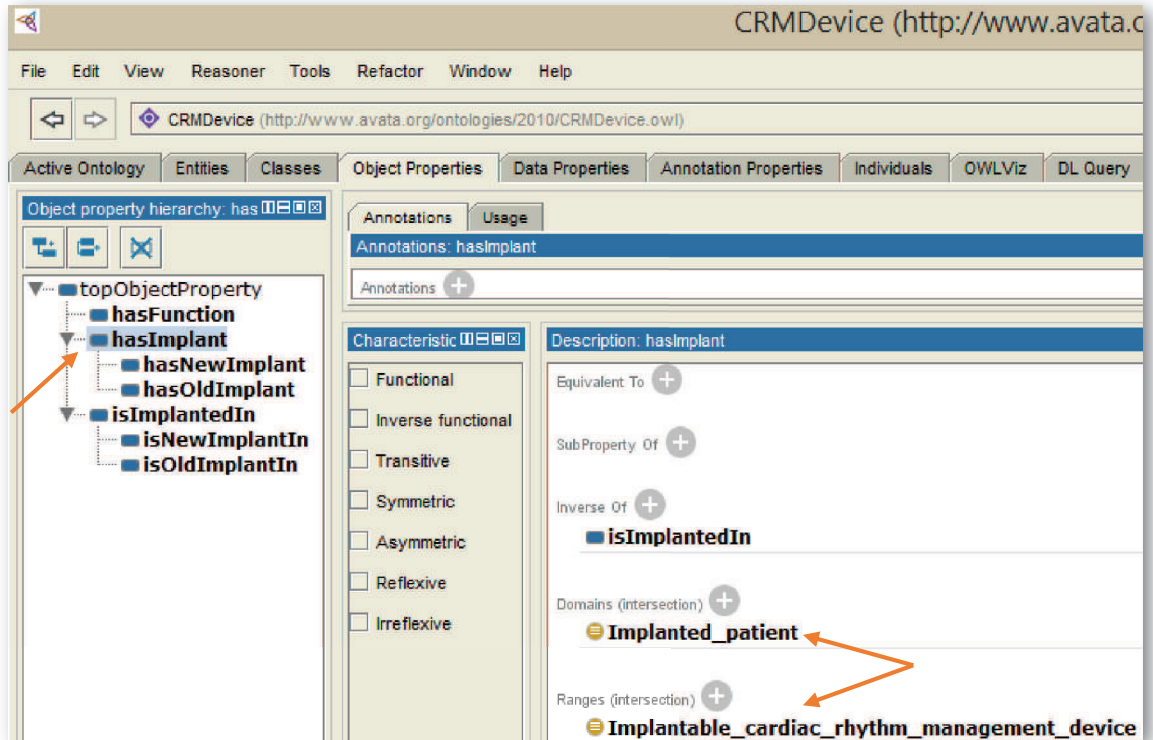 CRMDevice (http://www.avata.o
File Edit View Reasoner Tools Refactor Window Help
CRMDevice (http://www.avata.org/ontologies/2010/CRMDevice.owl)
Active Ontology Entities Classes Object Properties Data Properties Annotation Properties Individuals OWLViz DL Query
Object property hierarchy: has
topObjectProperty
hasFunction
hasImplant
hasNewImplant
hasOldImplant
isImplantedIn
isNewImplantIn
isOldImplantIn
Annotations Usage
Annotations: hasImplant
Annotations
Characteristic
Functional
Inverse functional
Transitive
Symmetric
Asymmetric
Reflexive
Irreflexive
Description: hasImplant
Equivalent To
SubProperty Of
Inverse Of
isImplantedIn
Domains (intersection)
Implanted_patient
Ranges (intersection)
Implantable_cardiac_rhythm_management_device